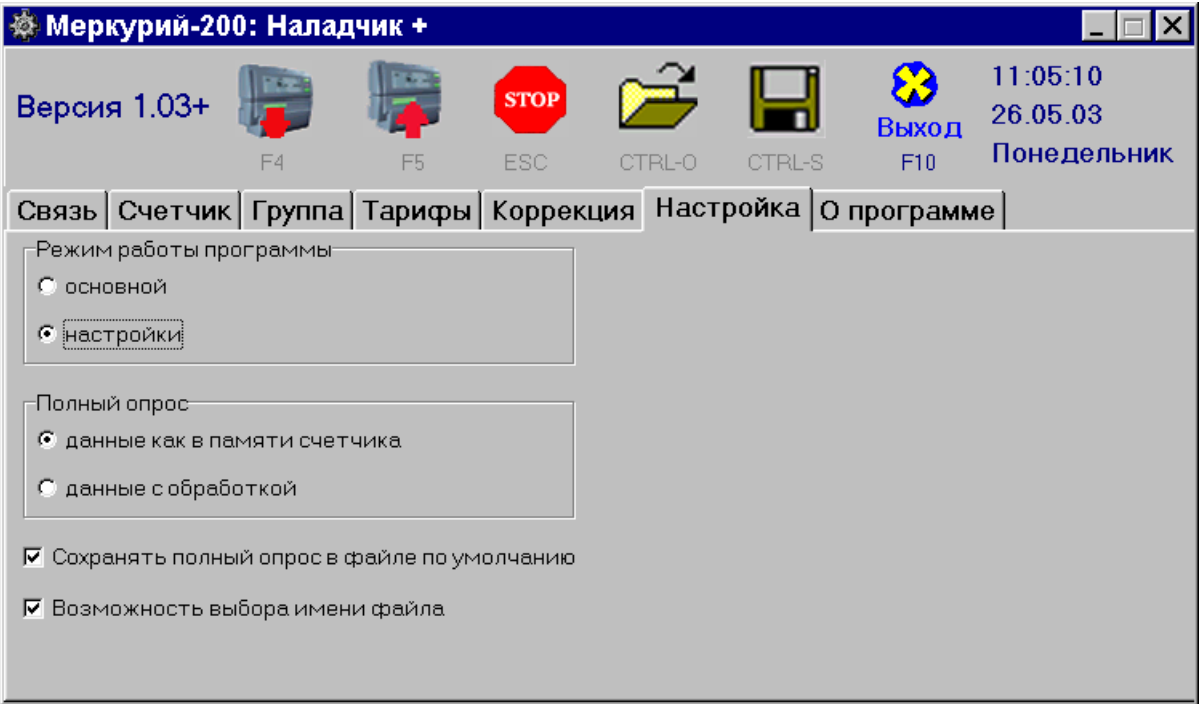 Меркурий-200: Наладчик +
Версия 1.03+
F4
F5
STOP
ESC
CTRL-O
CTRL-S
Выход
F10
11:05:10
26.05.03
Понедельник
Связь Счетчик Группа Тарифы Коррекция Настройка О программе
Режим работы программы
основной
настройки
Полный опрос
данные как в памяти счетчика
данные с обработкой
Сохранять полный опрос в файле по умолчанию
Возможность выбора имени файла